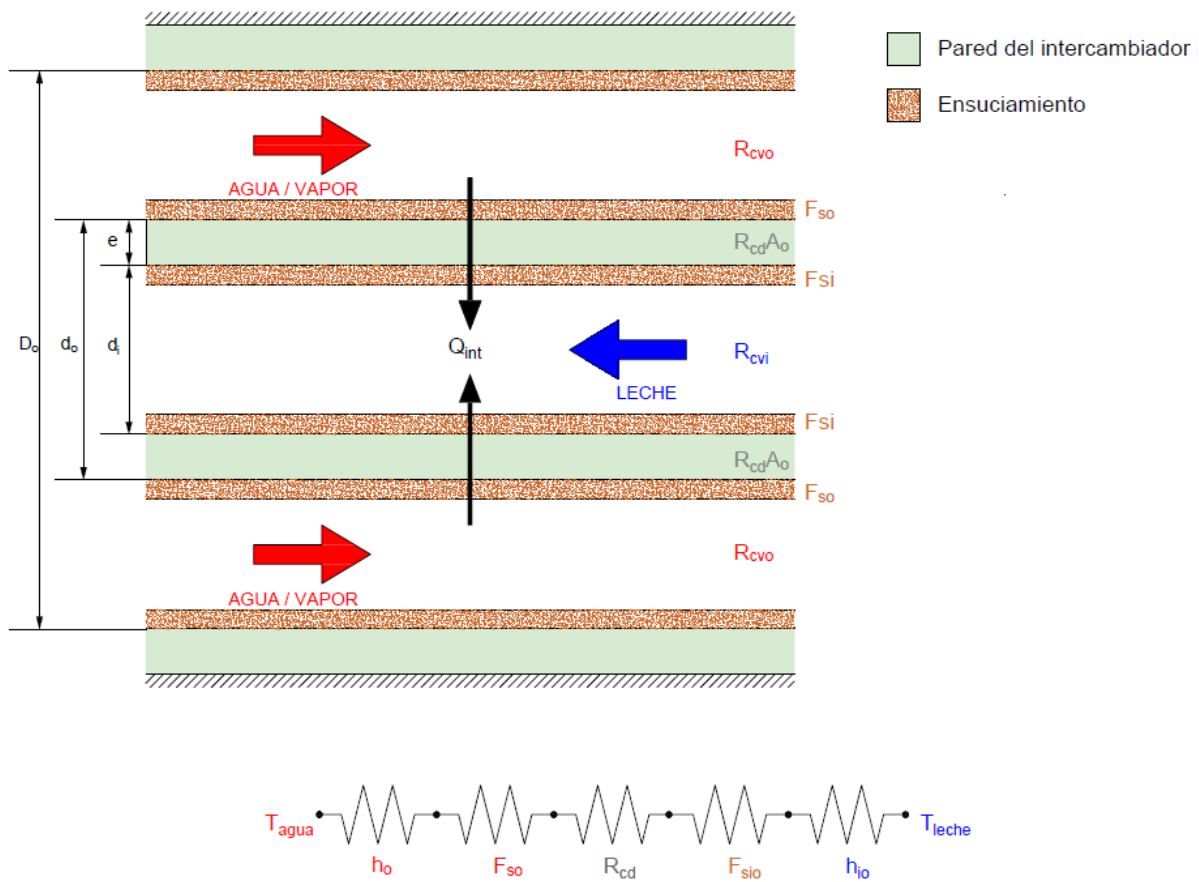 Pared del intercambiador
Ensuciamiento
AGUA / VAPOR
Rcvo
Fso
e
RcdAo
Fsi
Do
do
di
Qint
Rcvi
LECHE
Fsi
RcdAo
Fso
Rcvo
AGUA / VAPOR
Tagua
Tleche
ho
Fso
Rcd
Fsio
hio